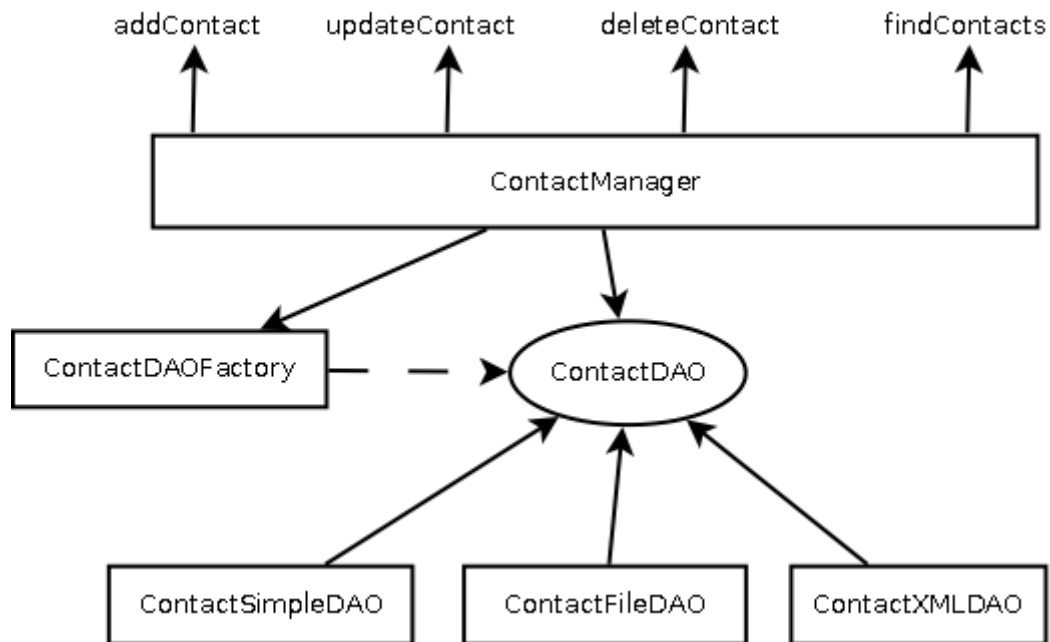 addContact
updateContact
deleteContact
findContacts
ContactManager
ContactDAOFactory
ContactDAO
ContactSimpleDAO
ContactFileDAO
ContactXMLDAO